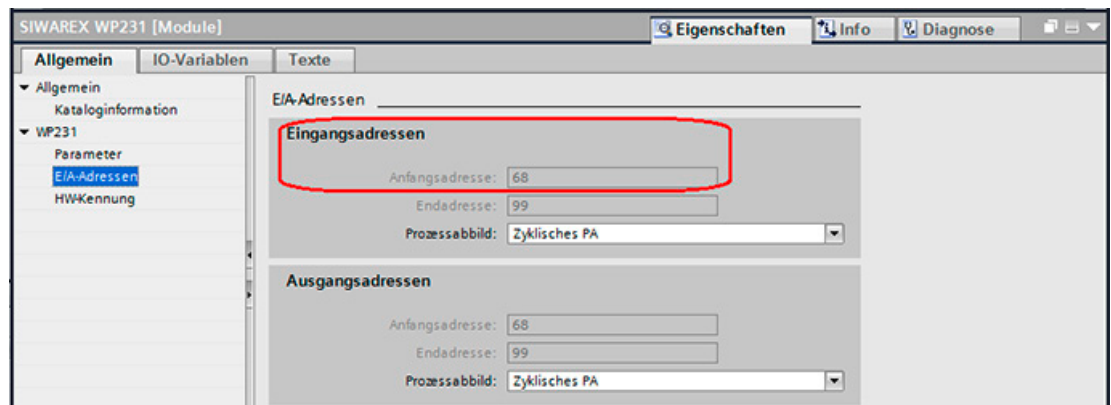 SIWAREX WP231 [Module]
Eigenschaften
Info
Diagnose
Allgemein
IO-Variablen
Texte
Allgemein
Kataloginformation
WP231
Parameter
E/A-Adressen
HW-Kennung
E/A-Adressen
Eingangsadressen
Anfangsadresse: 68
Endadresse: 99
Prozessabbild: Zyklisches PA
Ausgangsadressen
Anfangsadresse: 68
Endadresse: 99
Prozessabbild: Zyklisches PA